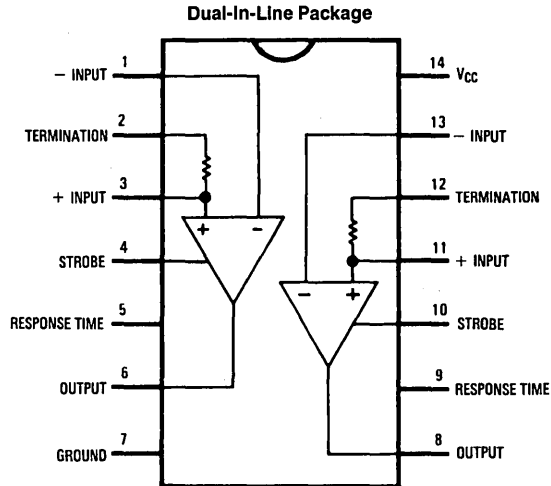 Dual-In-Line Package
– INPUT 1
14 VCC
TERMINATION 2
13 – INPUT
+ INPUT 3
12 TERMINATION
STROBE 4
+ –
11 + INPUT
RESPONSE TIME 5
– +
10 STROBE
OUTPUT 6
9 RESPONSE TIME
GROUND 7
8 OUTPUT